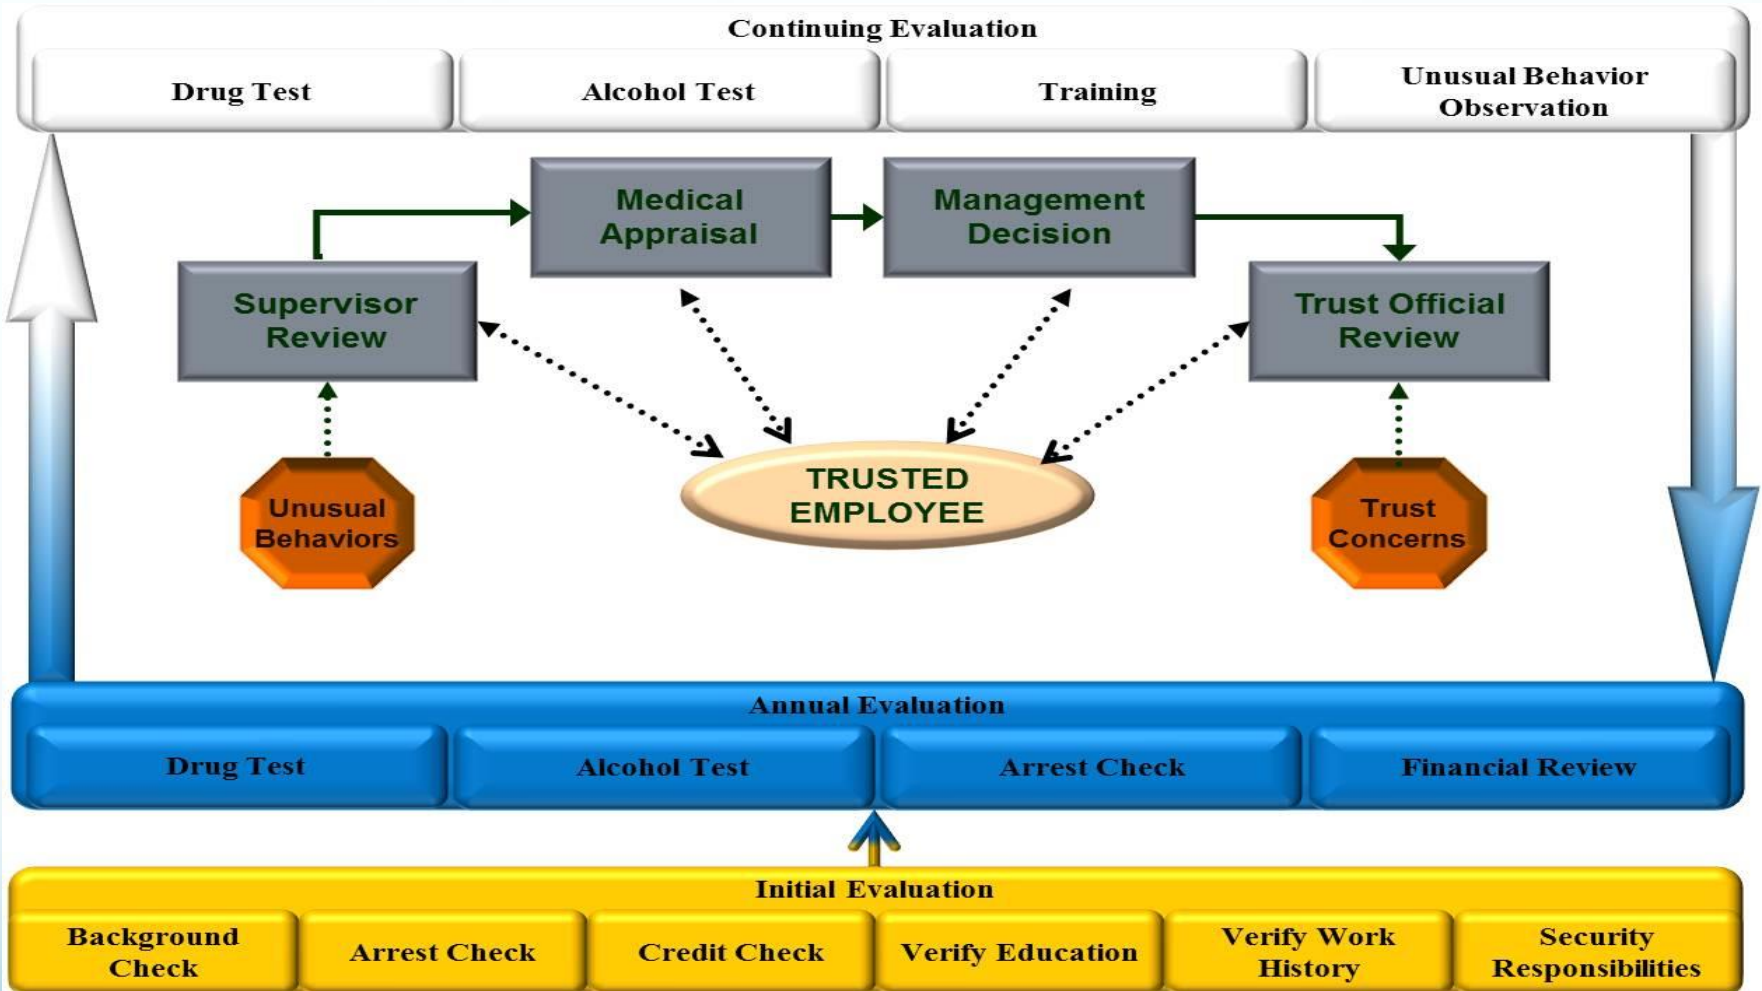 Continuing Evaluation
Drug Test
Alcohol Test
Training
Unusual Behavior
Observation
Medical
Appraisal
Management
Decision
Supervisor
Review
Trust Official
Review
TRUSTED
EMPLOYEE
Unusual
Behaviors
Trust
Concerns
Annual Evaluation
Drug Test
Alcohol Test
Arrest Check
Financial Review
Initial Evaluation
Background
Check
Arrest Check
Credit Check
Verify Education
Verify Work
History
Security
Responsibilities